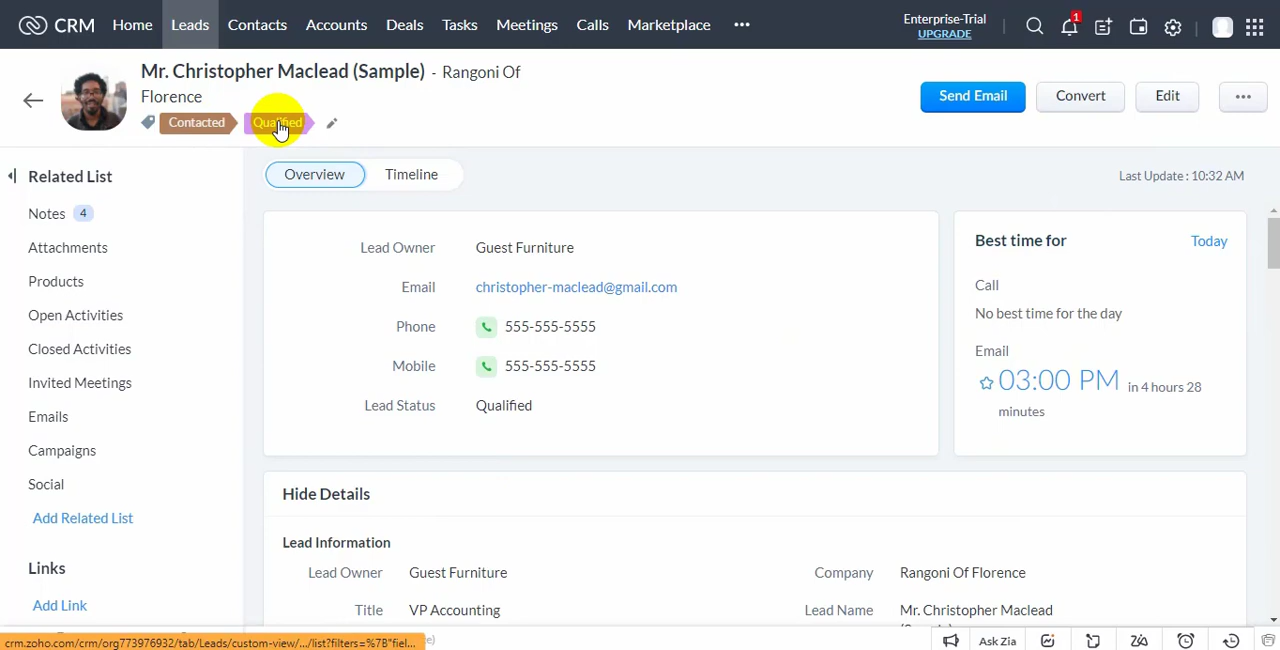 CRM Home Leads Contacts Accounts Deals Tasks Meetings Calls Marketplace ••• Enterprise-Trial UPGRADE 1
Mr. Christopher Maclead (Sample) - Rangoni Of
Florence
Contacted Qualified
Send Email Convert Edit •••
Related List
Notes 4
Attachments
Products
Open Activities
Closed Activities
Invited Meetings
Emails
Campaigns
Social
Add Related List
Links
Add Link
Overview Timeline
Last Update : 10:32 AM
Lead Owner Guest Furniture
Email christopher-maclead@gmail.com
Phone 555-555-5555
Mobile 555-555-5555
Lead Status Qualified
Best time for Today
Call
No best time for the day
Email
03:00 PM in 4 hours 28
minutes
Hide Details
Lead Information
Lead Owner Guest Furniture Company Rangoni Of Florence
Title VP Accounting Lead Name Mr. Christopher Maclead
crm.zoho.com/crm/org773976932/tab/Leads/custom-view/.../list?filters=%7B"fiel...
Ask Zia